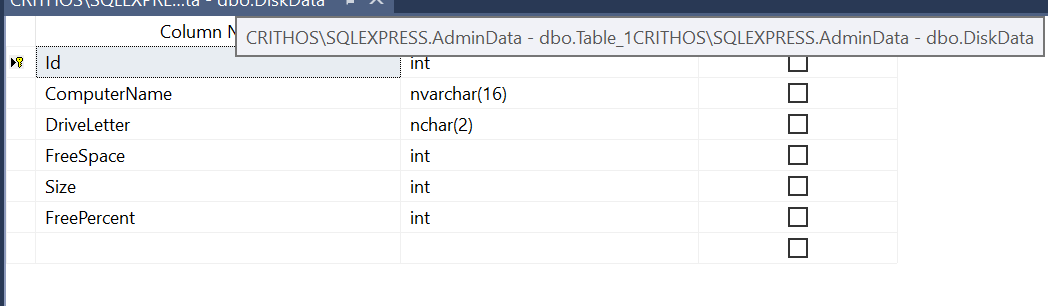 CRITHOS\SQLEXPRE...ta - dbo.DiskData
Column N
CRITHOS\SQLEXPRESS.AdminData - dbo.Table_1CRITHOS\SQLEXPRESS.AdminData - dbo.DiskData
Id int
ComputerName nvarchar(16)
DriveLetter nchar(2)
FreeSpace int
Size int
FreePercent int